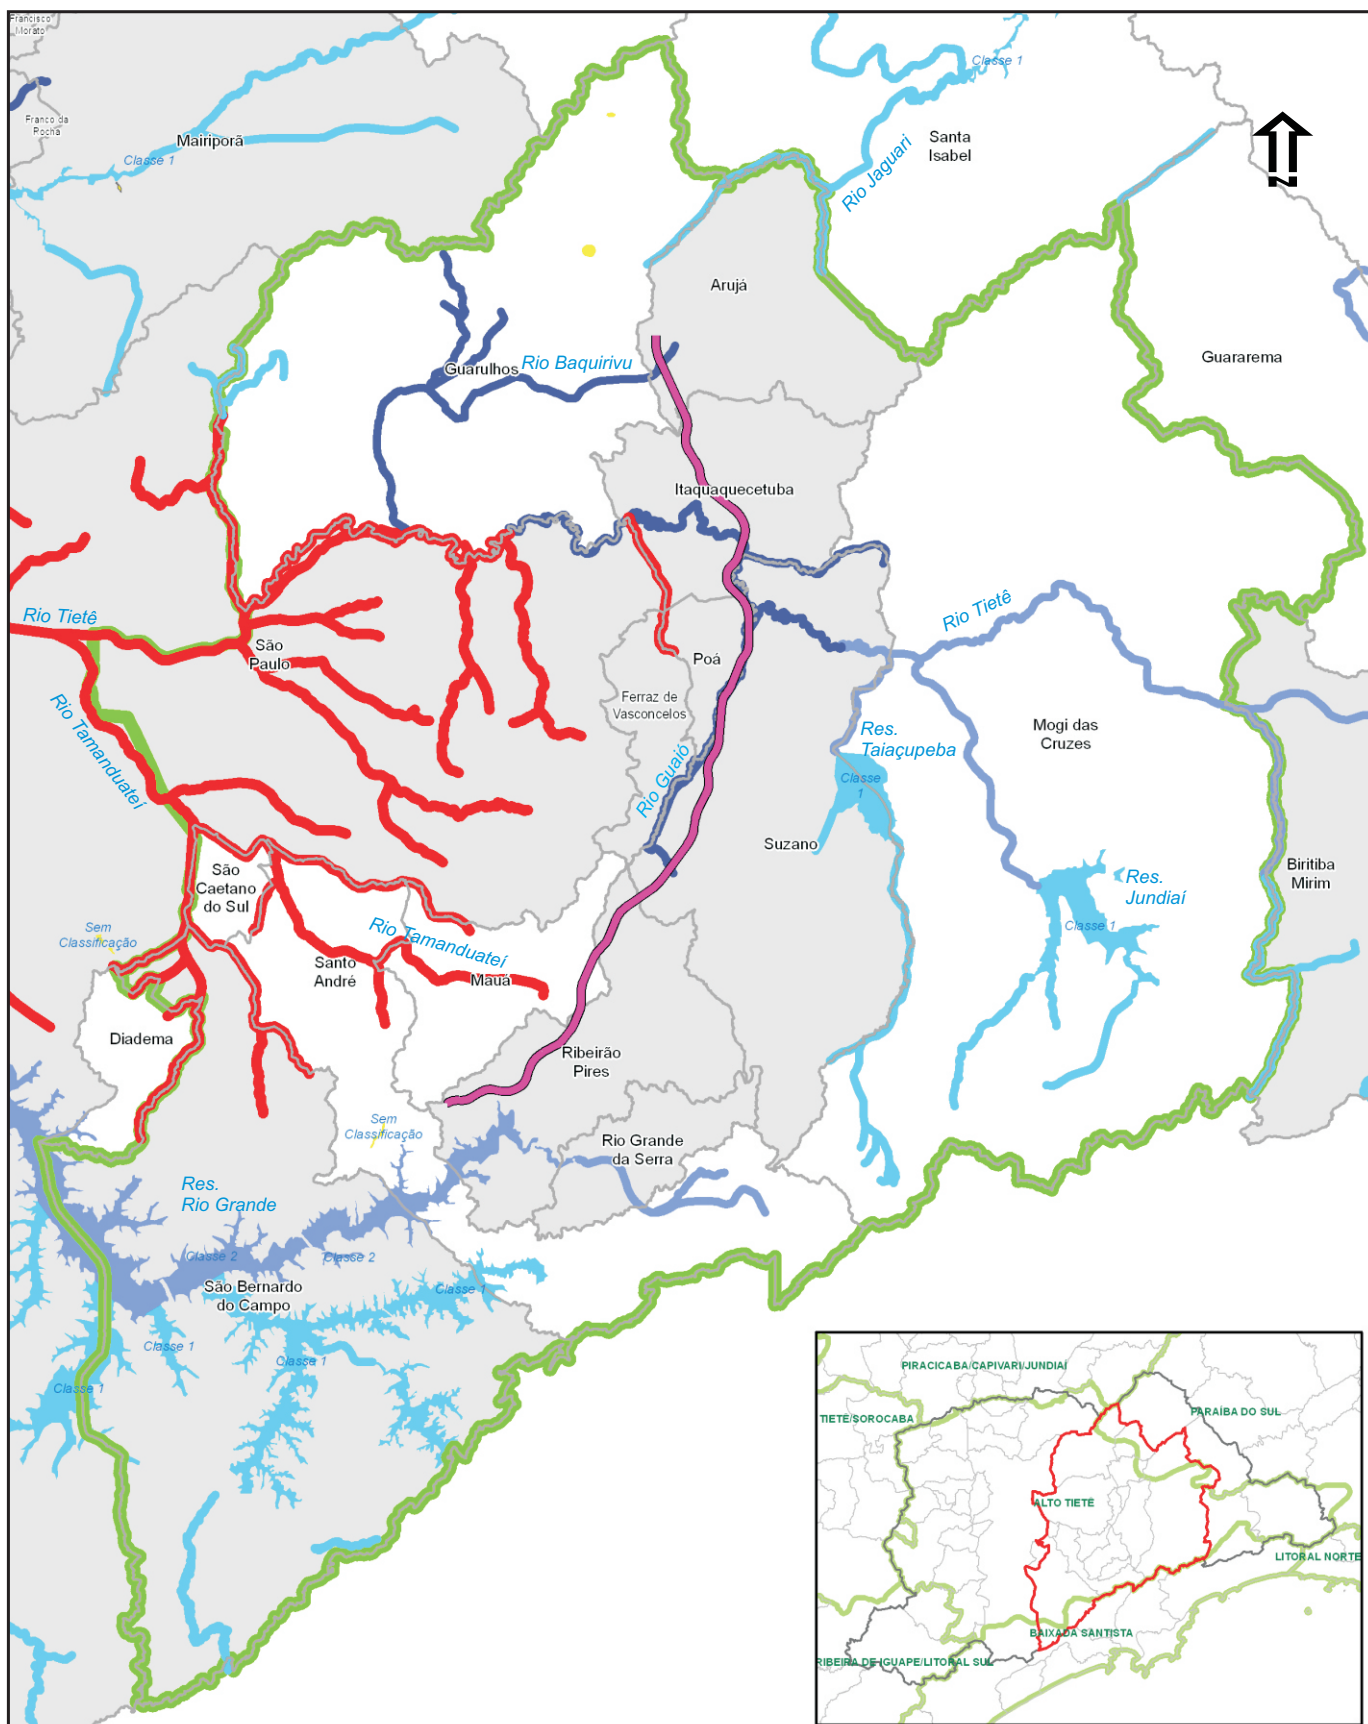 Francisco
Morato
Classe 1
Franco da
Rocha
Mairiporã
Classe 1
Santa
Isabel
Rio Jaguari
N
Arujá
Guararema
Guarulhos
Rio Baquirivu
Itaquaquecetuba
Rio Tietê
Rio Tietê
São
Paulo
Poá
Ferraz de
Vasconcelos
Rio Tamanduateí
Res.
Taiaçupeba
Mogi das
Cruzes
Rio Guaió
Classe
1
Suzano
São
Caetano
do Sul
Res.
Jundiaí
Biritiba
Mirim
Classe 1
Sem
Classificação
Rio Tamanduateí
Santo
André
Mauá
Diadema
Ribeirão
Pires
Sem
Classificação
Rio Grande
da Serra
Res.
Rio Grande
Classe 2
Classe 2
São Bernardo
do Campo
Classe 1
Classe 1
Classe 1
Classe 1
PIRACICABA/CAPIVARI/JUNDIAÍ
TIETÊ/SOROCABA
PARAÍBA DO SUL
ALTO TIETÊ
LITORAL NORTE
BAIXADA SANTISTA
RIBEIRA DE IGUAPE/LITORAL SUL